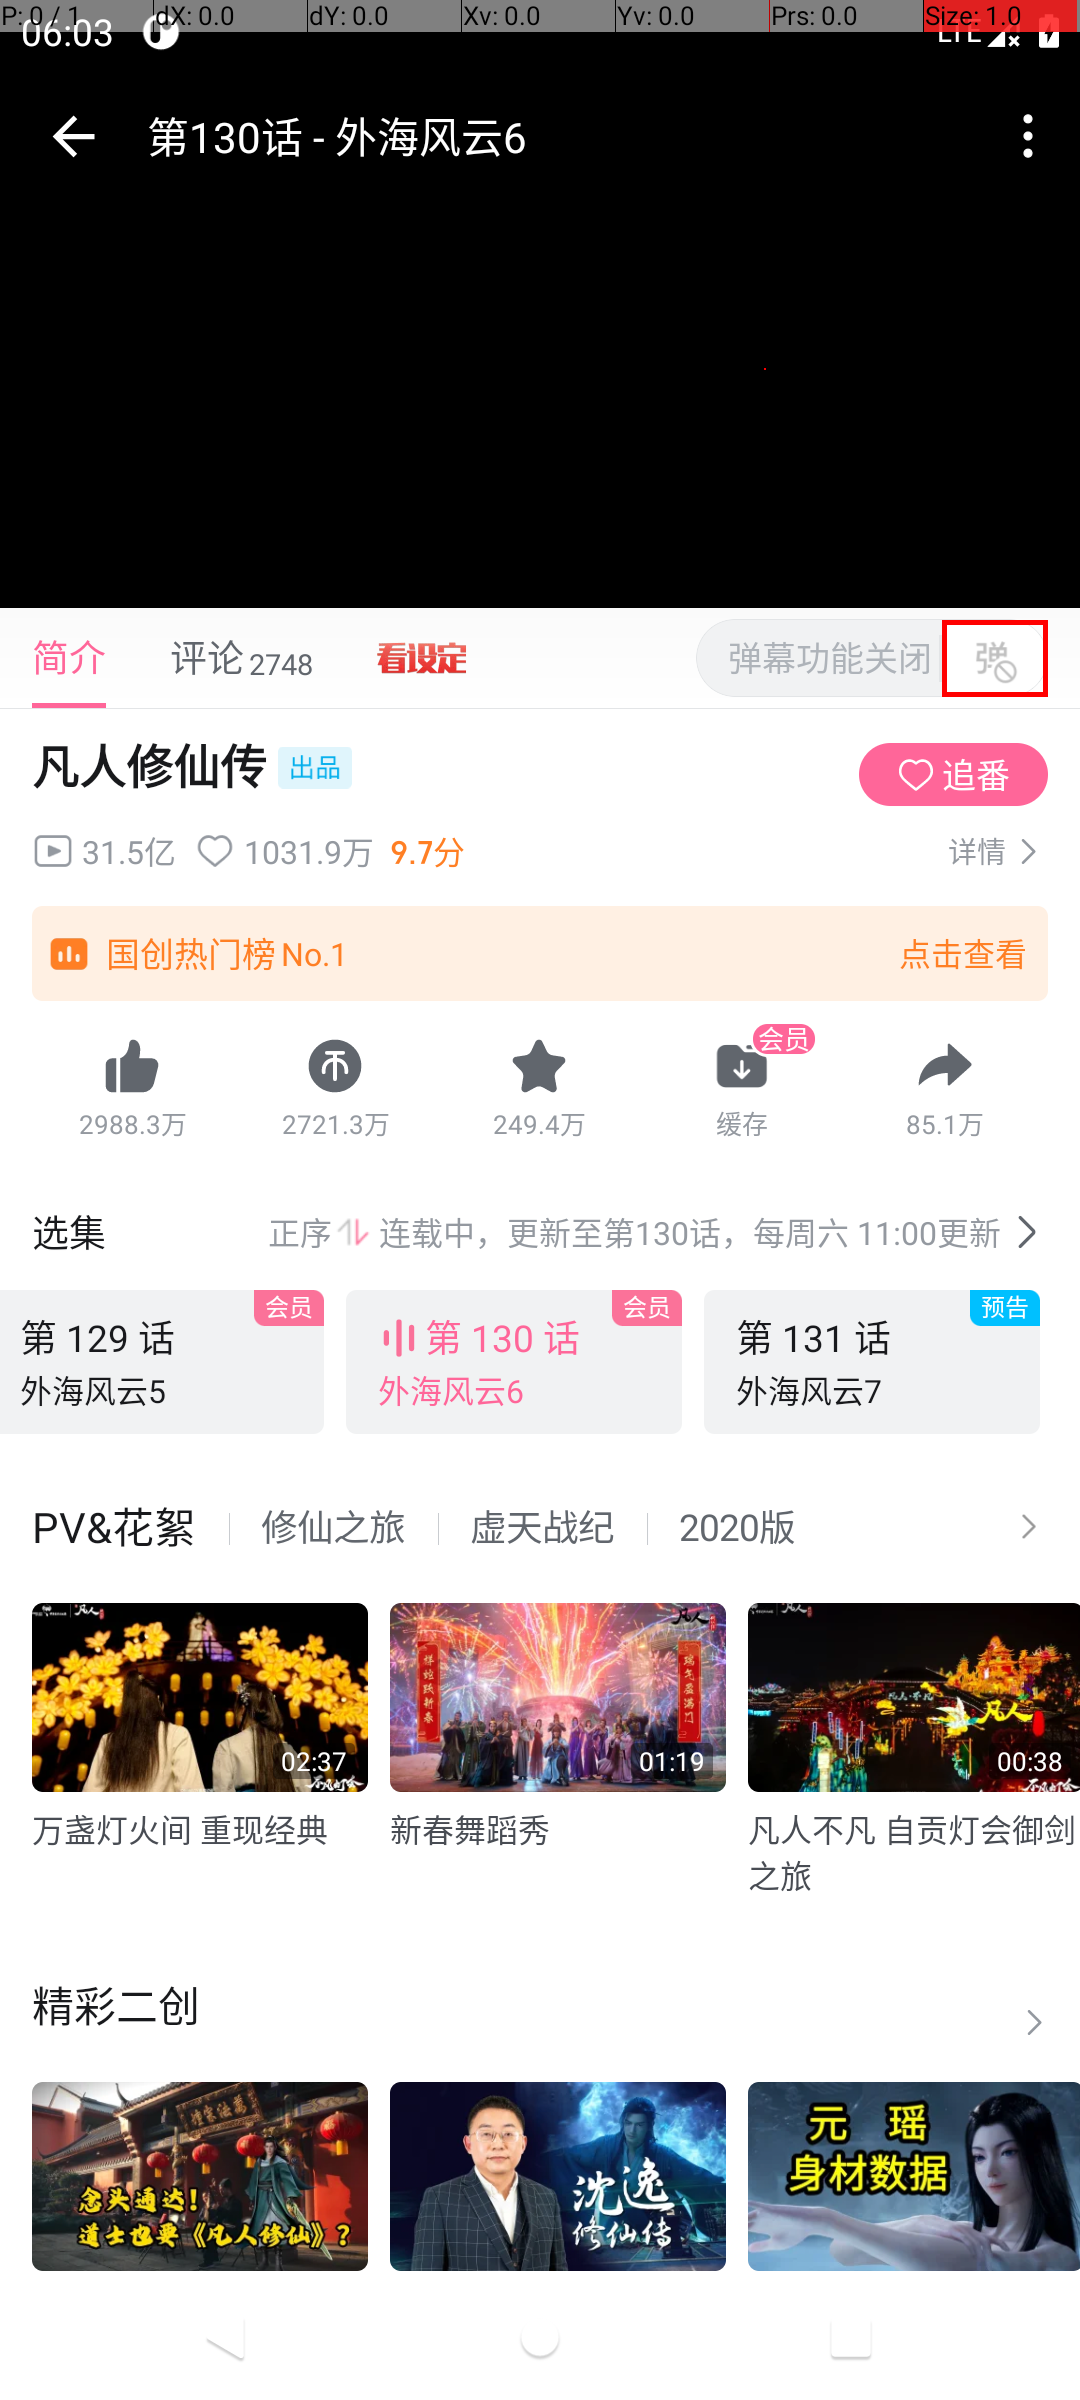 P: 0 / 1
dX: 0.0
dY: 0.0
Xv: 0.0
Yv: 0.0
Prs: 0.0
Size: 1.0
06:03
LTE
第130话 - 外海风云6
简介
评论 2748
看设定
弹幕功能关闭
弹
凡人修仙传
出品
追番
31.5亿
1031.9万
9.7分
详情
国创热门榜 No.1
点击查看
会员
2988.3万
2721.3万
249.4万
缓存
85.1万
选集
正序
连载中，更新至第130话，每周六 11:00更新
会员
第 129 话
外海风云5
会员
第 130 话
外海风云6
预告
第 131 话
外海风云7
PV&花絮
修仙之旅
虚天战纪
2020版
凡人
02:37
凡人
01:19
凡人
00:38
万盏灯火间 重现经典
新春舞蹈秀
凡人不凡 自贡灯会御剑
之旅
精彩二创
念头通达！
道士也要《凡人修仙》？
沈逸
修仙传
元 瑶
身材数据